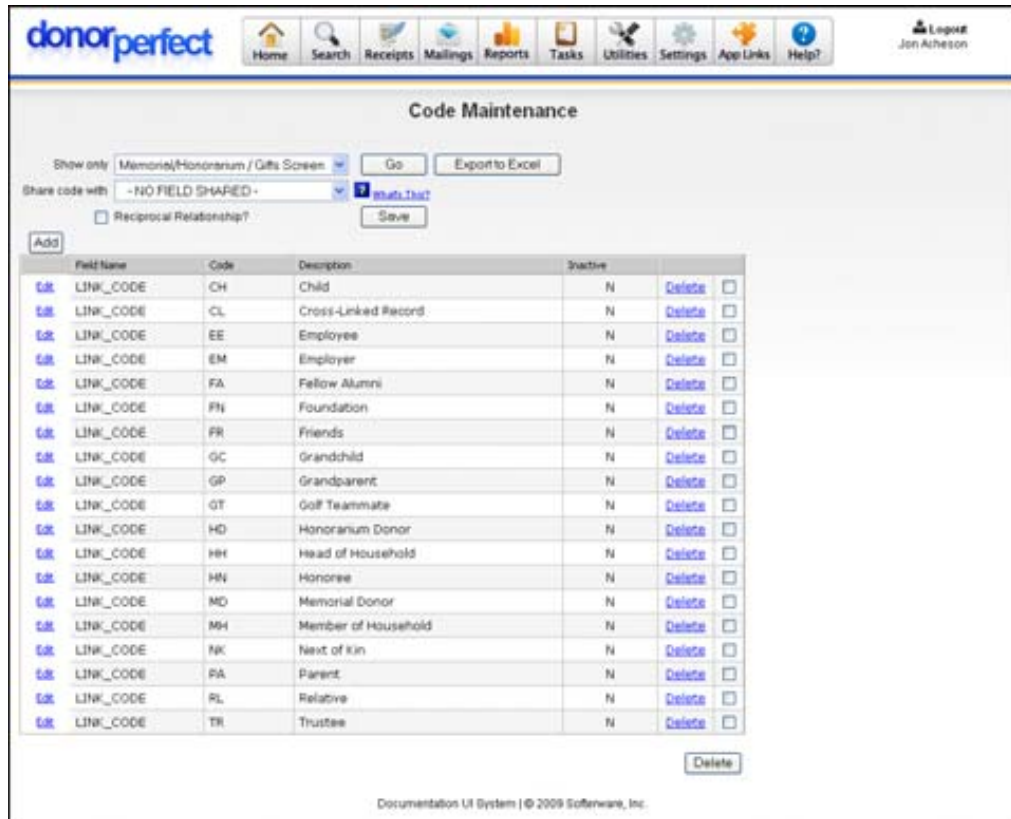 donorperfect
Home Search Receipts Mailings Reports Tasks Utilities Settings App Links Help?
Logout
Jon Acheson
Code Maintenance
Show only Memorial/Honorarium / Gifts Screen Go Export to Excel
Share code with - NO FIELD SHARED - ? Whats This?
Reciprocal Relationship? Save
Add
Field Name Code Description Inactive
Edit LINK_CODE CH Child N Delete
Edit LINK_CODE CL Cross-Linked Record N Delete
Edit LINK_CODE EE Employee N Delete
Edit LINK_CODE EM Employer N Delete
Edit LINK_CODE FA Fellow Alumni N Delete
Edit LINK_CODE FN Foundation N Delete
Edit LINK_CODE FR Friends N Delete
Edit LINK_CODE GC Grandchild N Delete
Edit LINK_CODE GP Grandparent N Delete
Edit LINK_CODE GT Golf Teammate N Delete
Edit LINK_CODE HD Honorarium Donor N Delete
Edit LINK_CODE HH Head of Household N Delete
Edit LINK_CODE HN Honoree N Delete
Edit LINK_CODE MD Memorial Donor N Delete
Edit LINK_CODE MH Member of Household N Delete
Edit LINK_CODE NK Next of Kin N Delete
Edit LINK_CODE PA Parent N Delete
Edit LINK_CODE RL Relative N Delete
Edit LINK_CODE TR Trustee N Delete
Delete
Documentation UI System | © 2009 Softerware, Inc.